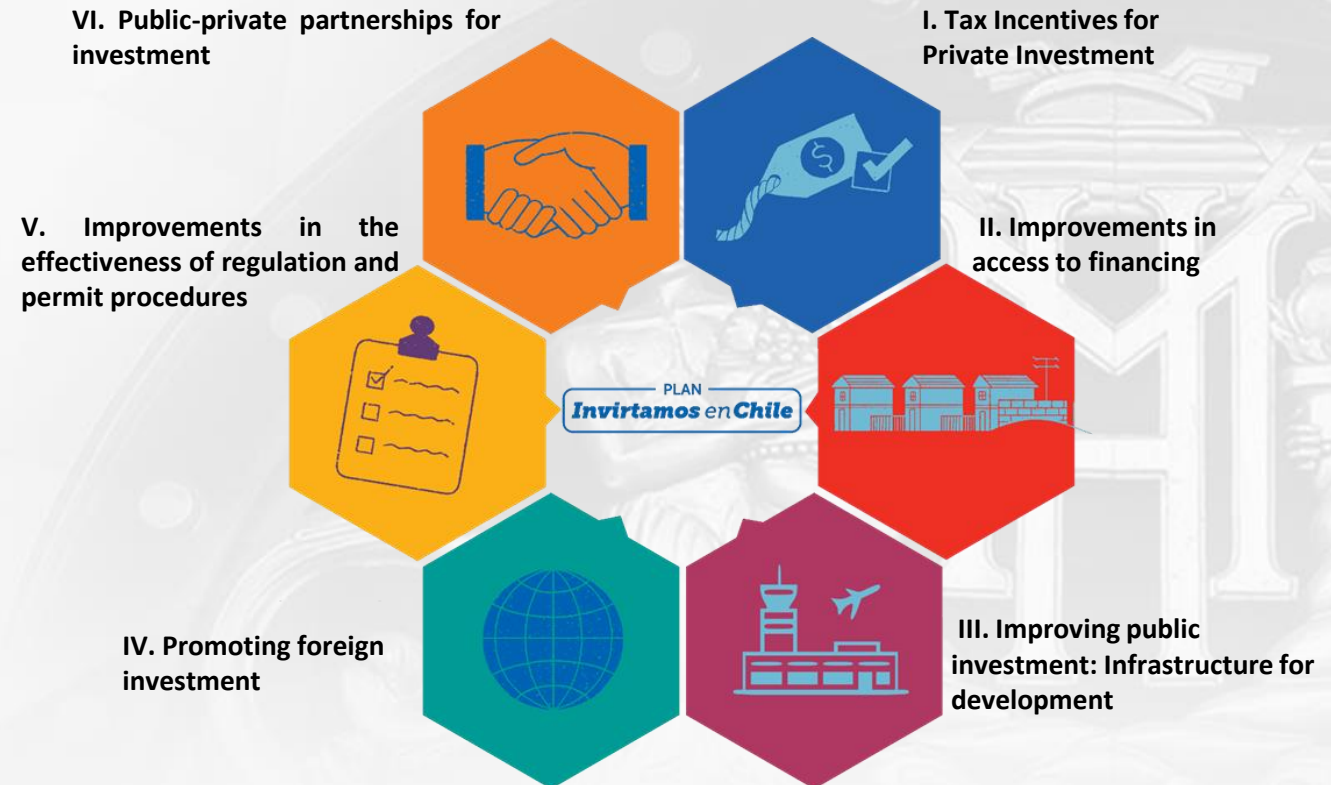 VI. Public-private partnerships for
investment
I. Tax Incentives for
Private Investment
V. Improvements in the
effectiveness of regulation and
permit procedures
II. Improvements in
access to financing
PLAN
Invirtamos en Chile
IV. Promoting foreign
investment
III. Improving public
investment: Infrastructure for
development
$